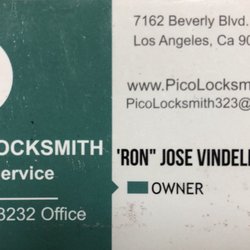 7162 Beverly Blvd.
Los Angeles, Ca 90
www.PicoLocksm
PicoLocksmith323@
OCKSMITH
ervice
3232 Office
"RON" JOSE VINDEL
OWNER